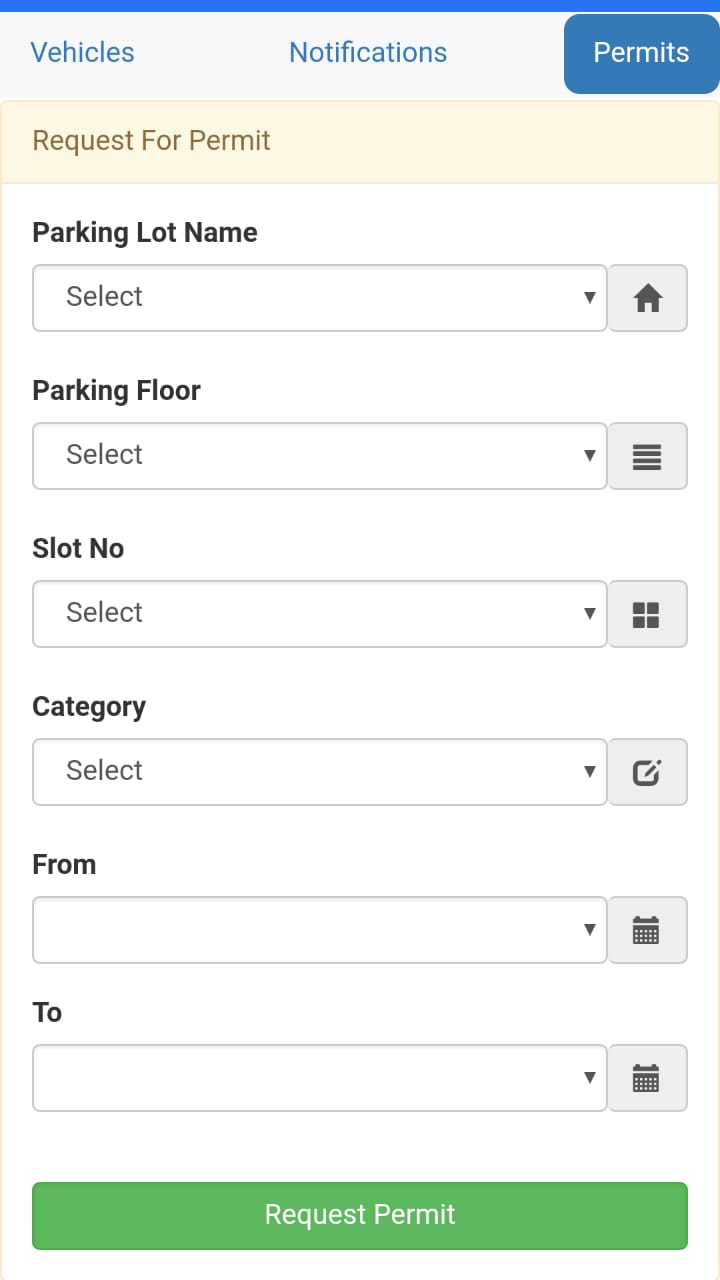 Vehicles Notifications Permits
Request For Permit
Parking Lot Name
Select
Parking Floor
Select
Slot No
Select
Category
Select
From
To
Request Permit